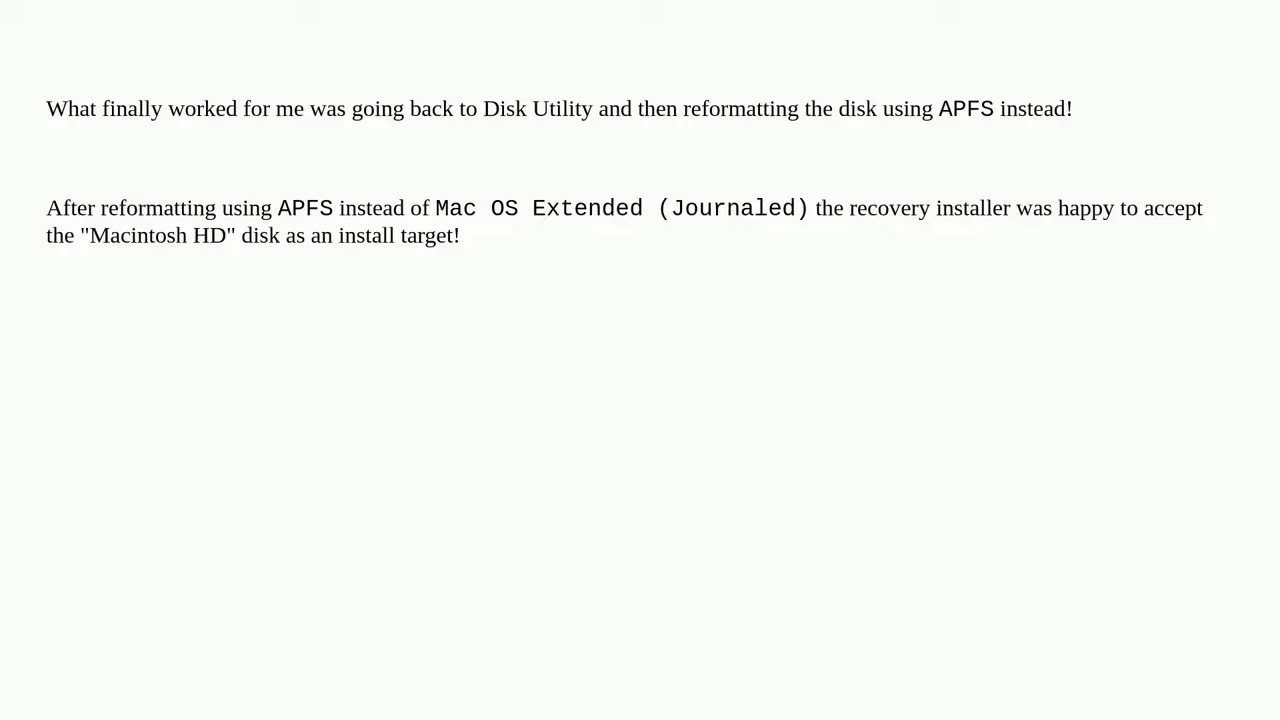 What finally worked for me was going back to Disk Utility and then reformatting the disk using APFS instead!
After reformatting using APFS instead of Mac OS Extended (Journaled) the recovery installer was happy to accept
the "Macintosh HD" disk as an install target!